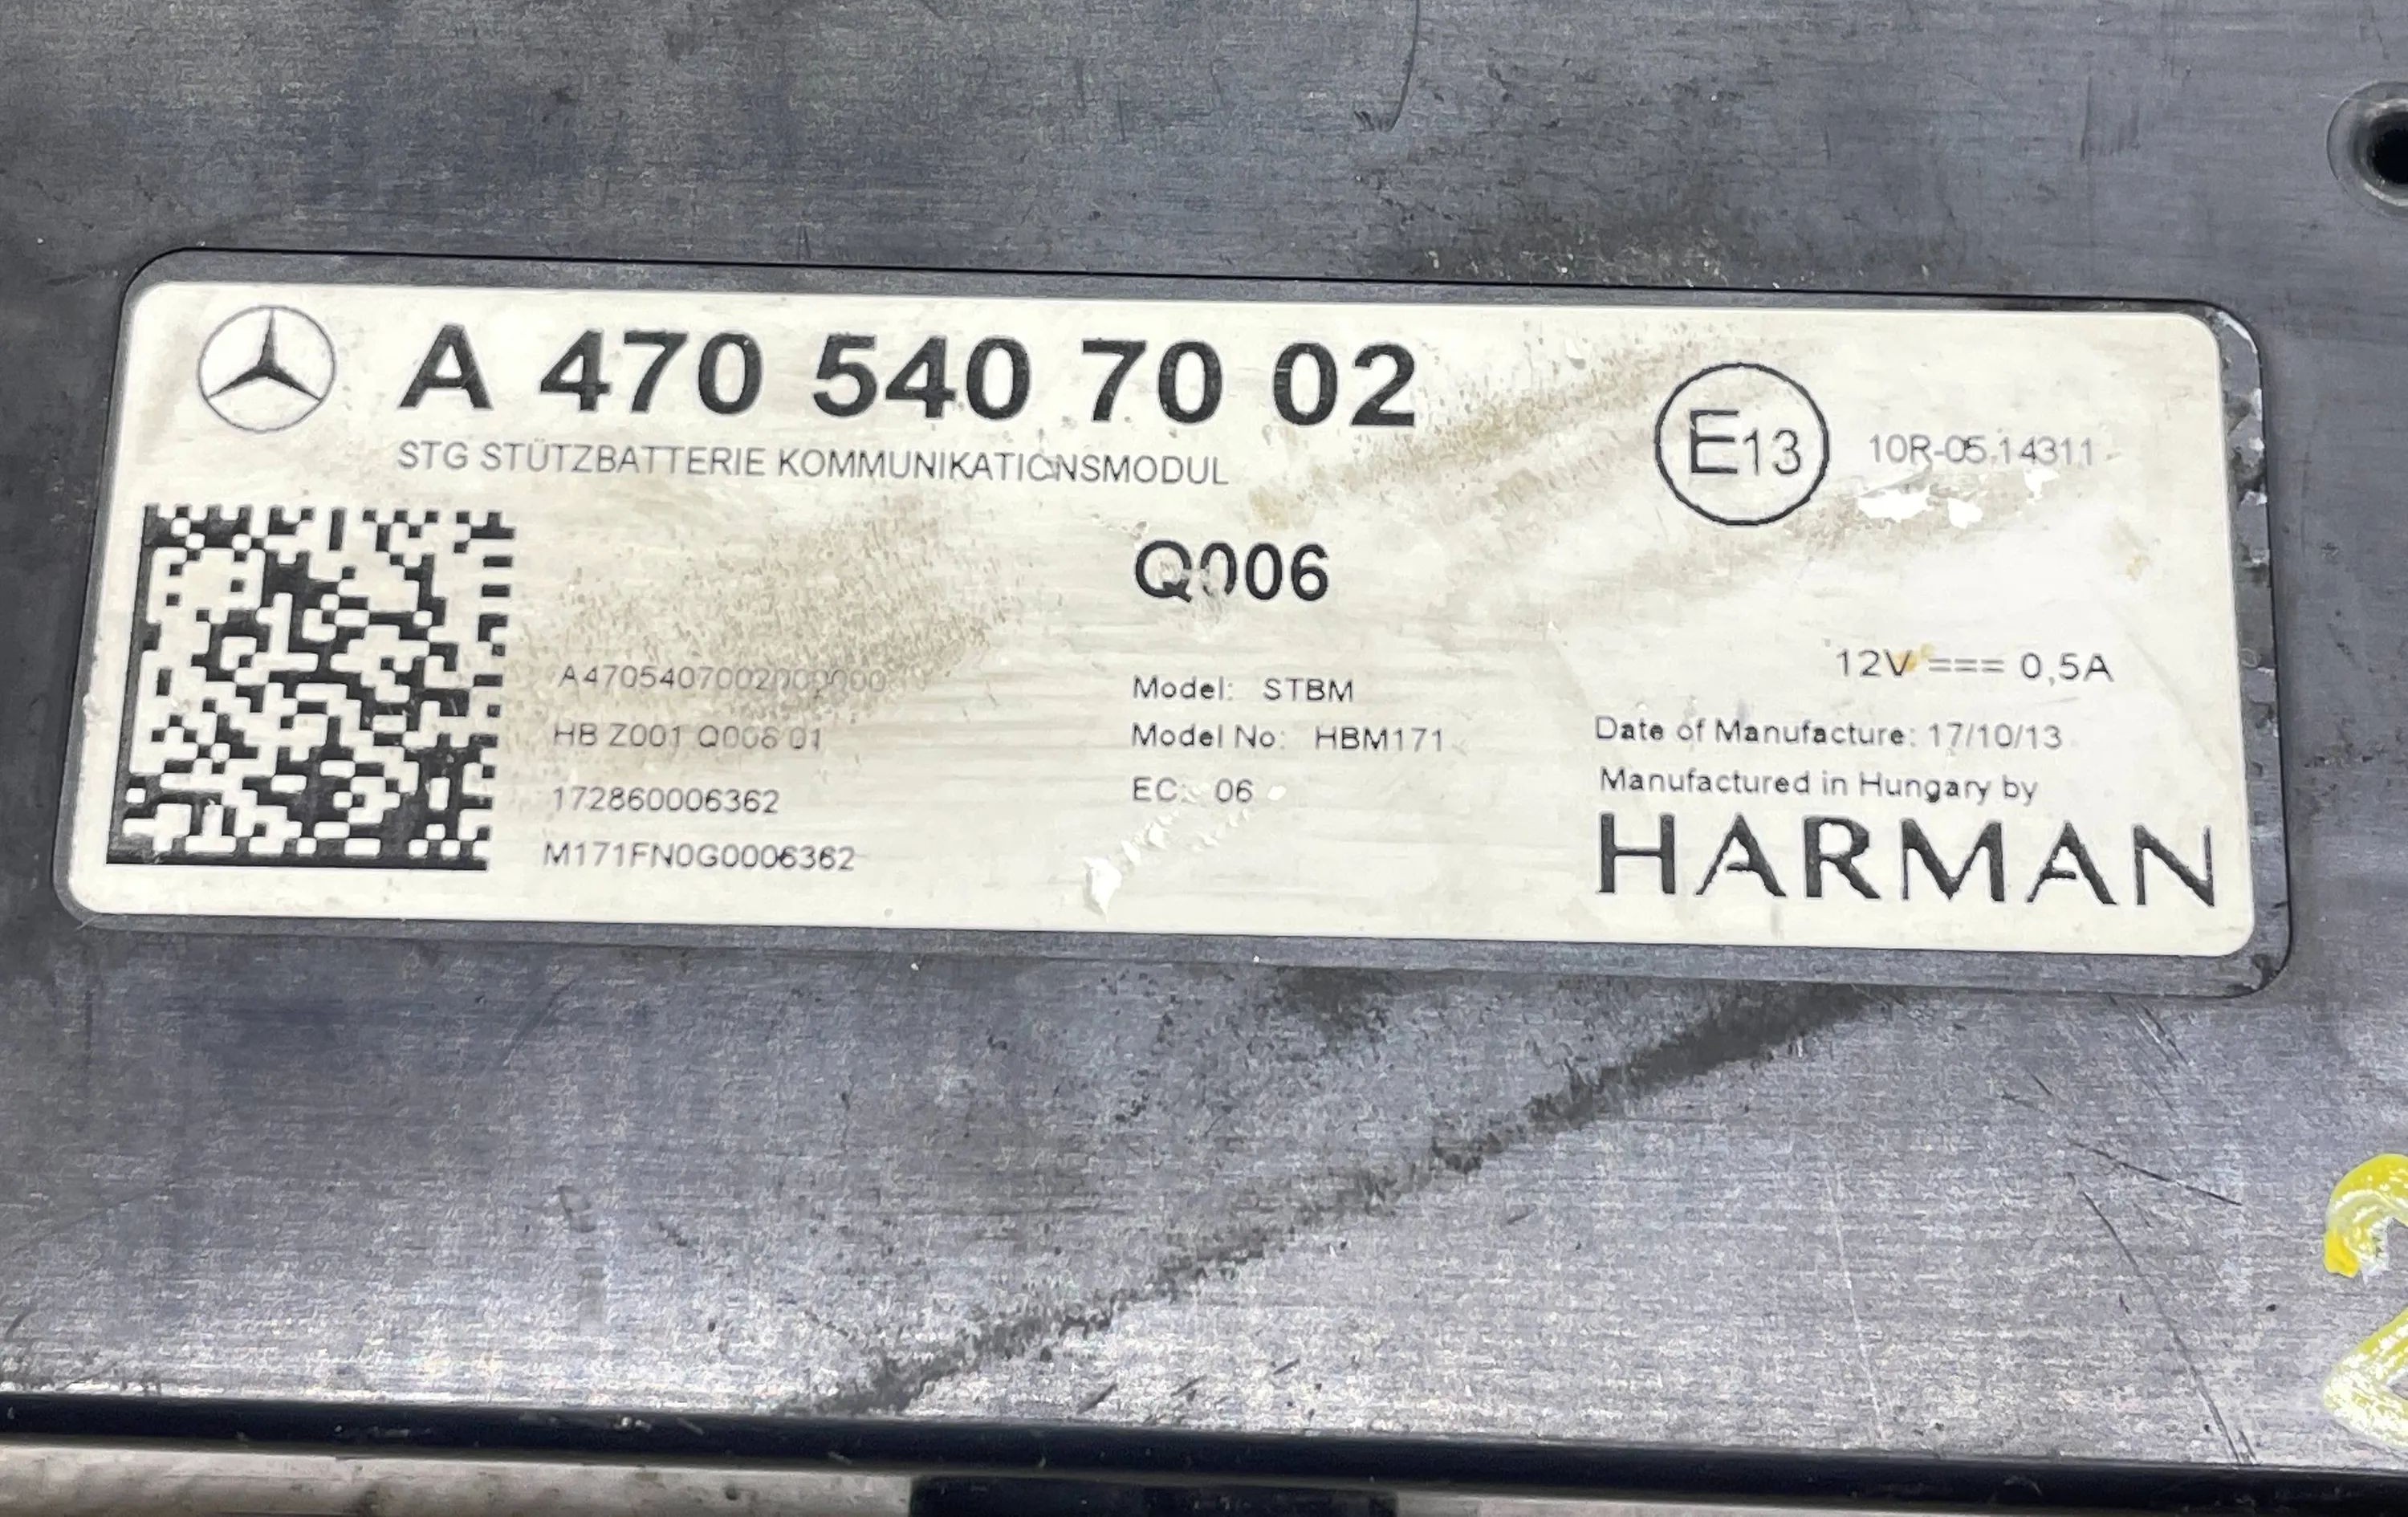 A 470 540 70 02
STG STÜTZBATTERIE KOMMUNIKATIONSMODUL
E13
10R-05.14311
Q006
A4705407002000000
HB Z001 Q006 01
172860006362
M171FN0G0006362
Model: STBM
Model No: HBM171
EC: 06
12V === 0,5A
Date of Manufacture: 17/10/13
Manufactured in Hungary by
HARMAN